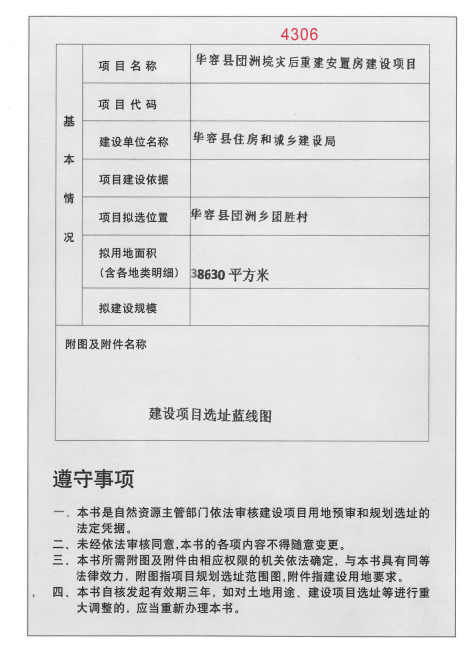 4306
基本情况
项目名称 华容县团洲垸灾后重建安置房建设项目
项目代码
建设单位名称 华容县住房和城乡建设局
项目建设依据
项目拟选位置 华容县团洲乡团胜村
拟用地面积
(含各地类明细) 38630 平方米
拟建设规模
附图及附件名称
建设项目选址蓝线图
遵守事项
一、本书是自然资源主管部门依法审核建设项目用地预审和规划选址的
法定凭据。
二、未经依法审核同意,本书的各项内容不得随意变更。
三、本书所需附图及附件由相应权限的机关依法确定，与本书具有同等
法律效力，附图指项目规划选址范围图,附件指建设用地要求。
四、本书自核发起有效期三年，如对土地用途、建设项目选址等进行重
大调整的，应当重新办理本书。